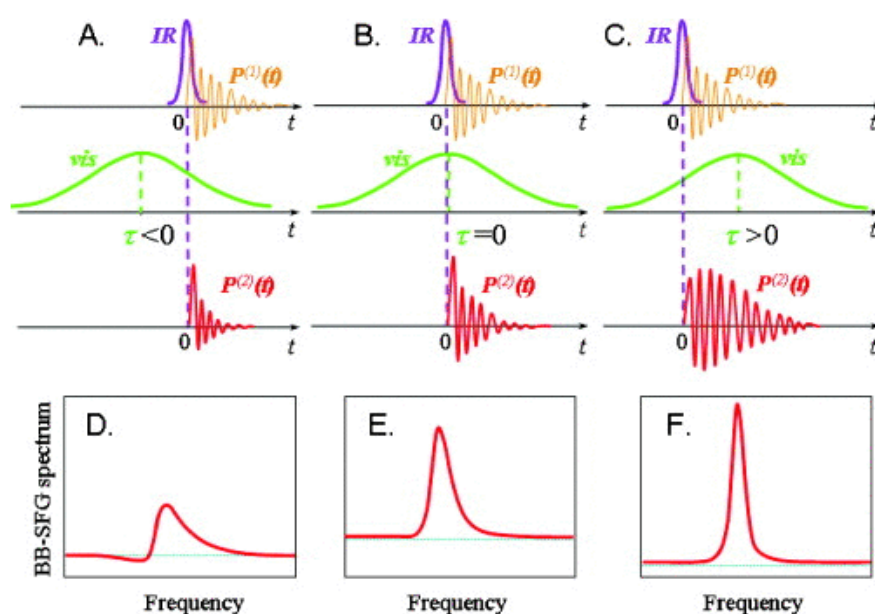 A.
IR
P(1)(t)
0
t
vis
τ<0
t
P(2)(t)
0
t
B.
IR
P(1)(t)
0
t
vis
τ=0
t
P(2)(t)
0
t
C.
IR
P(1)(t)
0
t
vis
τ>0
t
P(2)(t)
0
t
BB-SFG spectrum
D.
Frequency
E.
Frequency
F.
Frequency